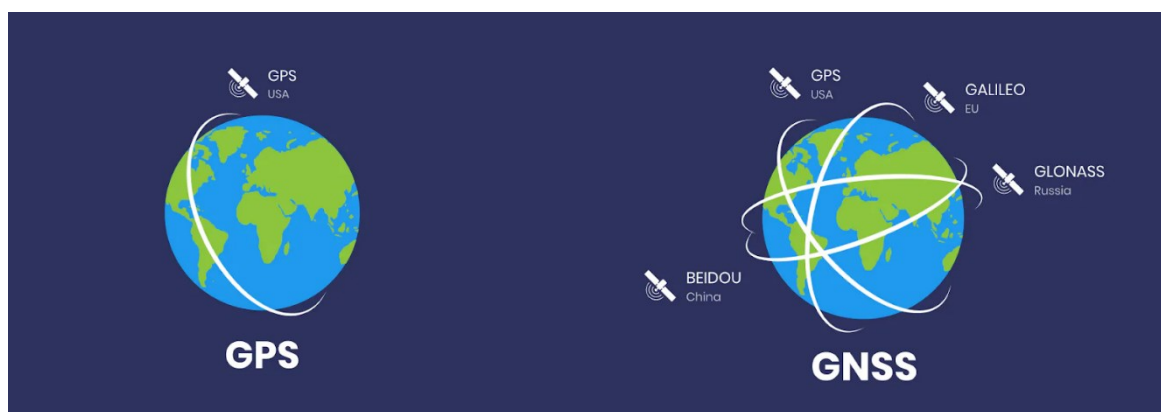 GPS
USA
GPS
GPS
USA
GALILEO
EU
GLONASS
Russia
BEIDOU
China
GNSS